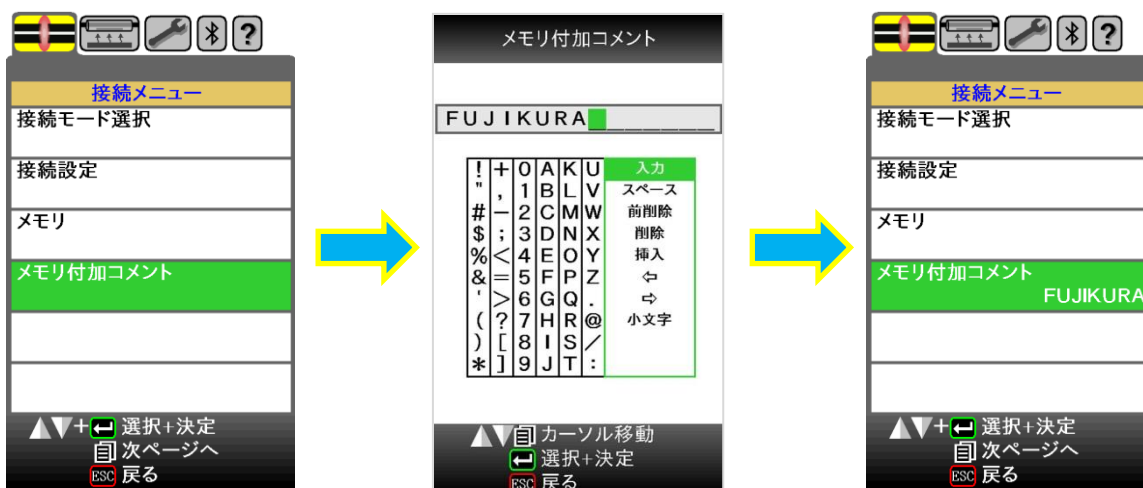 ?
接続メニュー
接続モード選択
接続設定
メモリ
メモリ付加コメント
+ 選択+決定
次ページへ
ESC 戻る
メモリ付加コメント
FUJIKURA
! + 0 A K U 入力
" , 1 B L V スペース
# - 2 C M W 前削除
$ ; 3 D N X 削除
% < 4 E O Y 挿入
& = 5 F P Z ⇦
' > 6 G Q . ⇨
( ? 7 H R @ 小文字
) [ 8 I S /
* ] 9 J T :
カーソル移動
選択+決定
ESC 戻る
?
接続メニュー
接続モード選択
接続設定
メモリ
メモリ付加コメント
FUJIKURA
+ 選択+決定
次ページへ
ESC 戻る